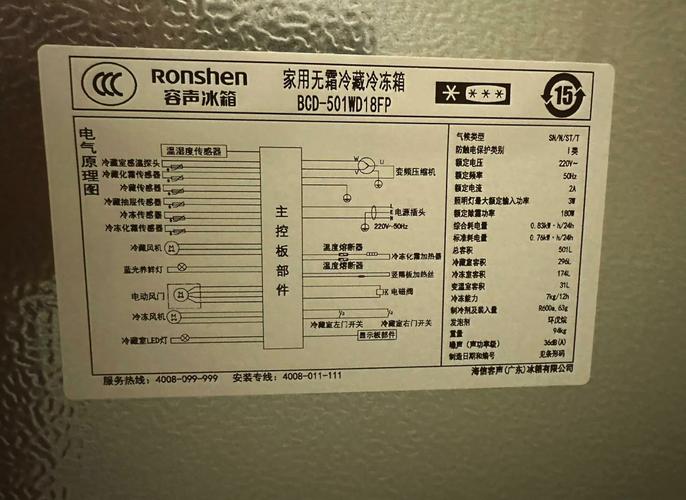 CCC
Ronshen
容声冰箱
家用无霜冷藏冷冻箱
BCD-501WD18FP
15
电气原理图
温湿度传感器
冷藏室感温探头
冷藏化霜传感器
冷藏传感器
冷藏抽屉传感器
冷冻传感器
冷冻化霜传感器
冷藏风机
蓝光养鲜灯
电动风门
冷冻风机
冷藏室LED灯
主控板部件
W
U
变频压缩机
电源插头
220V~50Hz
温度熔断器
冷冻化霜加热器
温度熔断器
竖隔板加热丝
电磁阀
冷藏室左门开关
冷藏室右门开关
显示板部件
气候类型 SN/N/ST/T
防触电保护类别 I类
额定电压 220V~
额定频率 50Hz
额定电流 2A
照明灯最大额定输入功率 3W
额定除霜功率 180W
综合耗电量 0.83kW·h/24h
标准耗电量 0.76kW·h/24h
总容积 501L
冷藏室容积 296L
冷冻室容积 174L
变温室容积 31L
冷冻能力 7kg/12h
制冷剂及装入量 R600a,63g
发泡剂 环戊烷
重量 94kg
噪声（声功率级） 36dB(A)
制造日期和编号 见条形码
服务热线：4008-099-999 安装专线：4008-011-111
海信容声(广东)冰箱有限公司